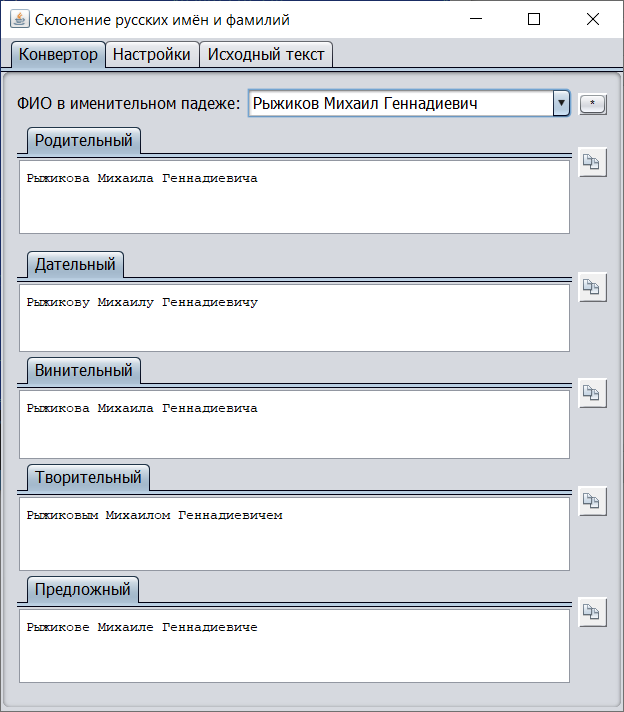 Склонение русских имён и фамилий
Конвертор Настройки Исходный текст
ФИО в именительном падеже: Рыжиков Михаил Геннадиевич *
Родительный
Рыжикова Михаила Геннадиевича
Дательный
Рыжикову Михаилу Геннадиевичу
Винительный
Рыжикова Михаила Геннадиевича
Творительный
Рыжиковым Михаилом Геннадиевичем
Предложный
Рыжикове Михаиле Геннадиевиче